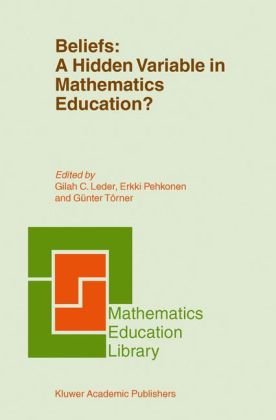 Beliefs:
A Hidden Variable in
Mathematics
Education?
Edited by
Gilah C. Leder, Erkki Pehkonen
and Günter Törner
Mathematics
Education
Library
Kluwer Academic Publishers